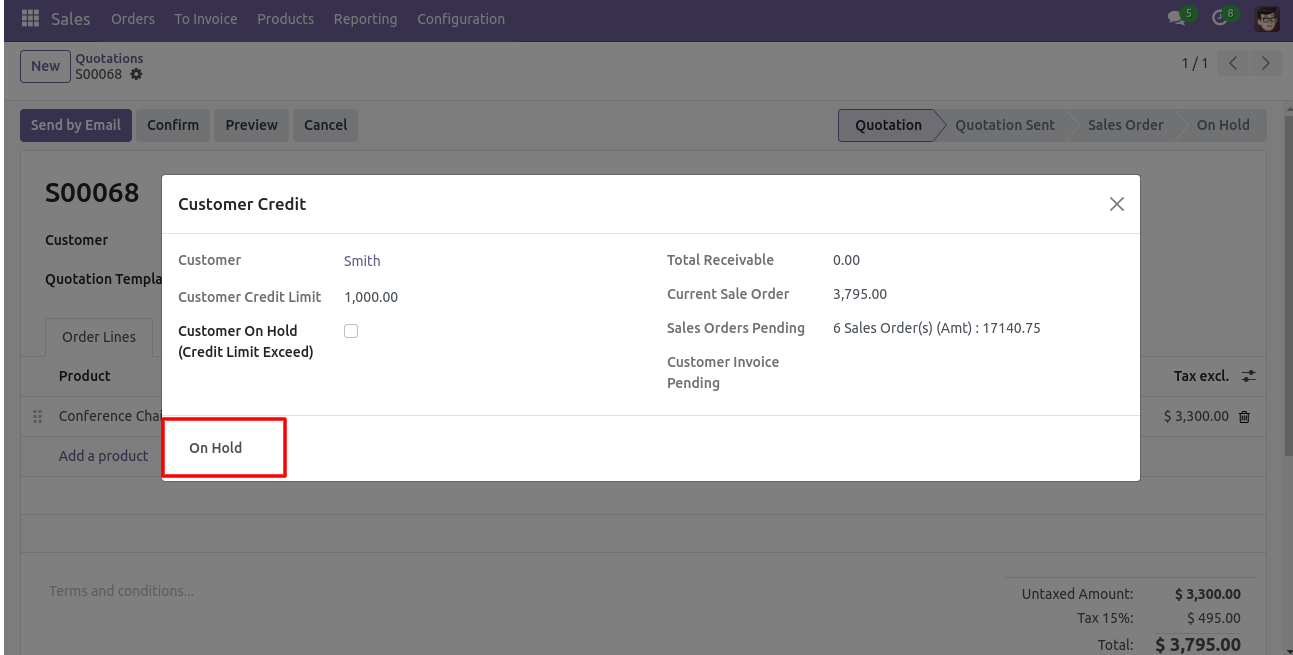 Sales Orders To Invoice Products Reporting Configuration 5 8
New Quotations
S00068
1 / 1
Send by Email Confirm Preview Cancel Quotation Quotation Sent Sales Order On Hold
S00068
Customer
Quotation Templa
Order Lines
Product Tax excl.
Conference Chai $ 3,300.00
Add a product
Customer Credit
Customer Smith
Customer Credit Limit 1,000.00
Customer On Hold
(Credit Limit Exceed)
Total Receivable 0.00
Current Sale Order 3,795.00
Sales Orders Pending 6 Sales Order(s) (Amt) : 17140.75
Customer Invoice
Pending
On Hold
Terms and conditions...
Untaxed Amount: $ 3,300.00
Tax 15%: $ 495.00
Total: $ 3,795.00